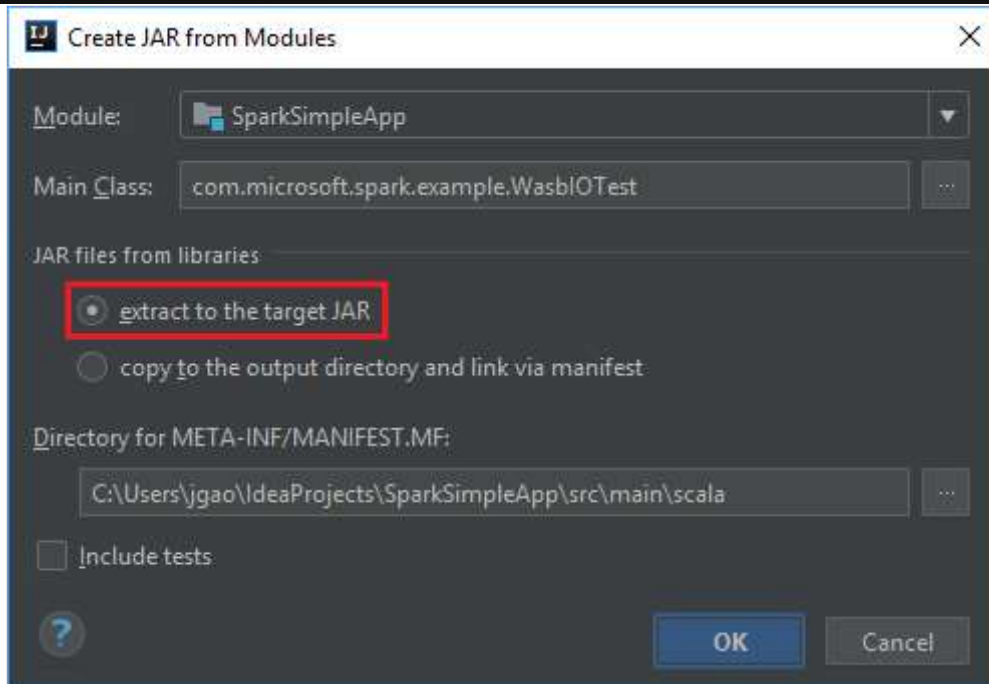 IJ
Create JAR from Modules
Module: SparkSimpleApp
Main Class: com.microsoft.spark.example.WasbIOTest ...
JAR files from libraries
extract to the target JAR
copy to the output directory and link via manifest
Directory for META-INF/MANIFEST.MF:
C:\Users\jgao\IdeaProjects\SparkSimpleApp\src\main\scala ...
Include tests
? OK Cancel